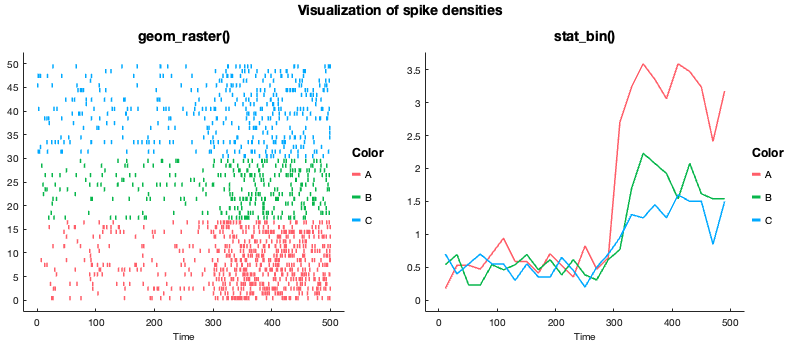 Visualization of spike densities
geom_raster()
50
45
40
35
30
25
20
15
10
5
0
0 100 200 300 400 500
Time
Color
A
B
C
stat_bin()
3.5
3
2.5
2
1.5
1
0.5
0
0 100 200 300 400 500
Time
Color
A
B
C